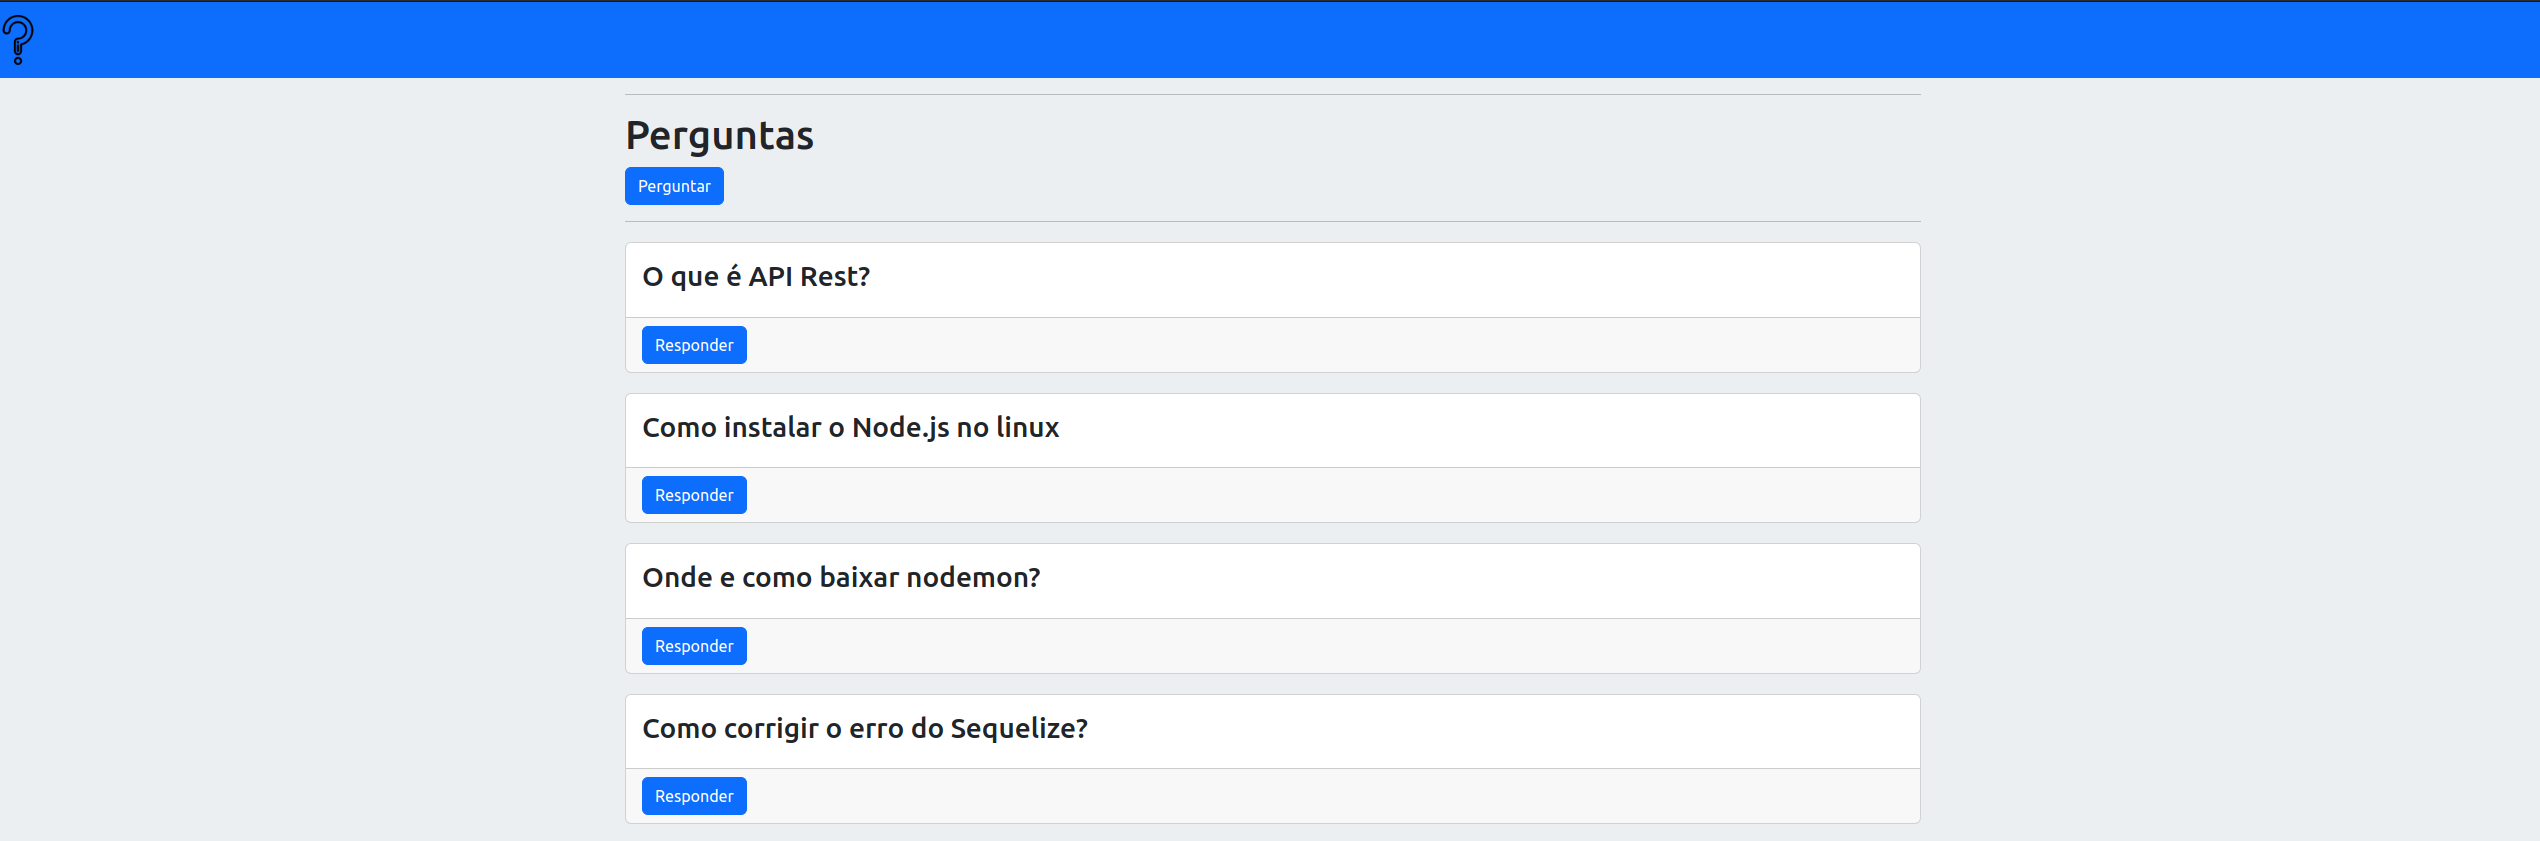 Perguntas
Perguntar
O que é API Rest?
Responder
Como instalar o Node.js no linux
Responder
Onde e como baixar nodemon?
Responder
Como corrigir o erro do Sequelize?
Responder